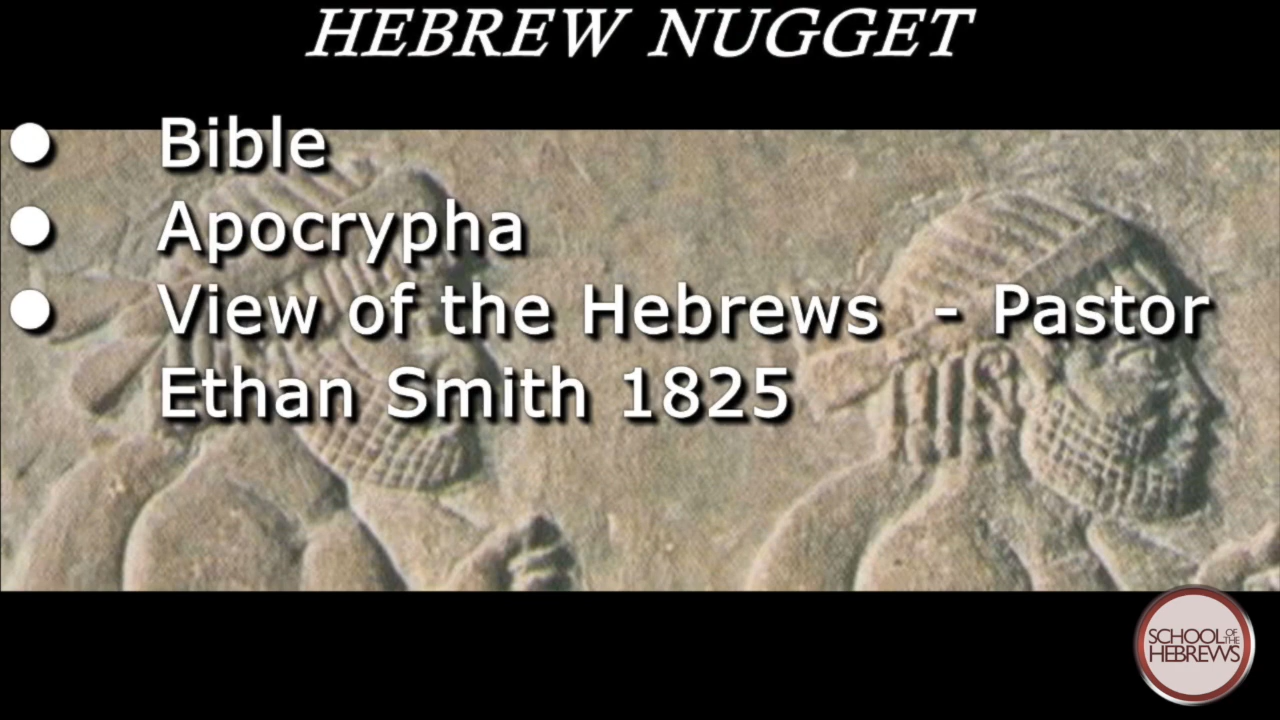 HEBREW NUGGET
● Bible
● Apocrypha
● View of the Hebrews - Pastor
Ethan Smith 1825
SCHOOL OF THE
HEBREWS